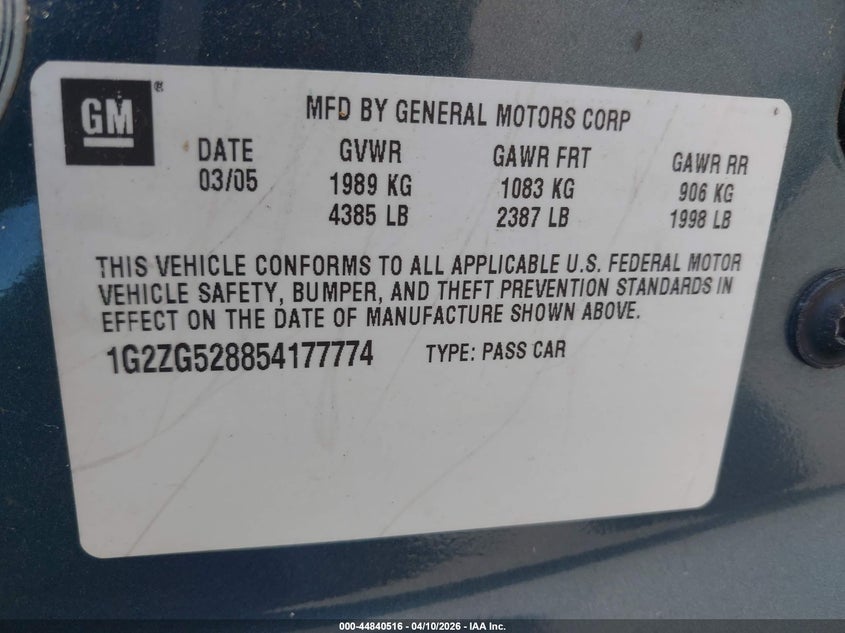 GM ®
MFD BY GENERAL MOTORS CORP
DATE GVWR GAWR FRT GAWR RR
03/05 1989 KG 1083 KG 906 KG
4385 LB 2387 LB 1998 LB
THIS VEHICLE CONFORMS TO ALL APPLICABLE U.S. FEDERAL MOTOR
VEHICLE SAFETY, BUMPER, AND THEFT PREVENTION STANDARDS IN
EFFECT ON THE DATE OF MANUFACTURE SHOWN ABOVE.
1G2ZG528854177774 TYPE: PASS CAR
000-44840516 - 04/10/2026 - IAA Inc.